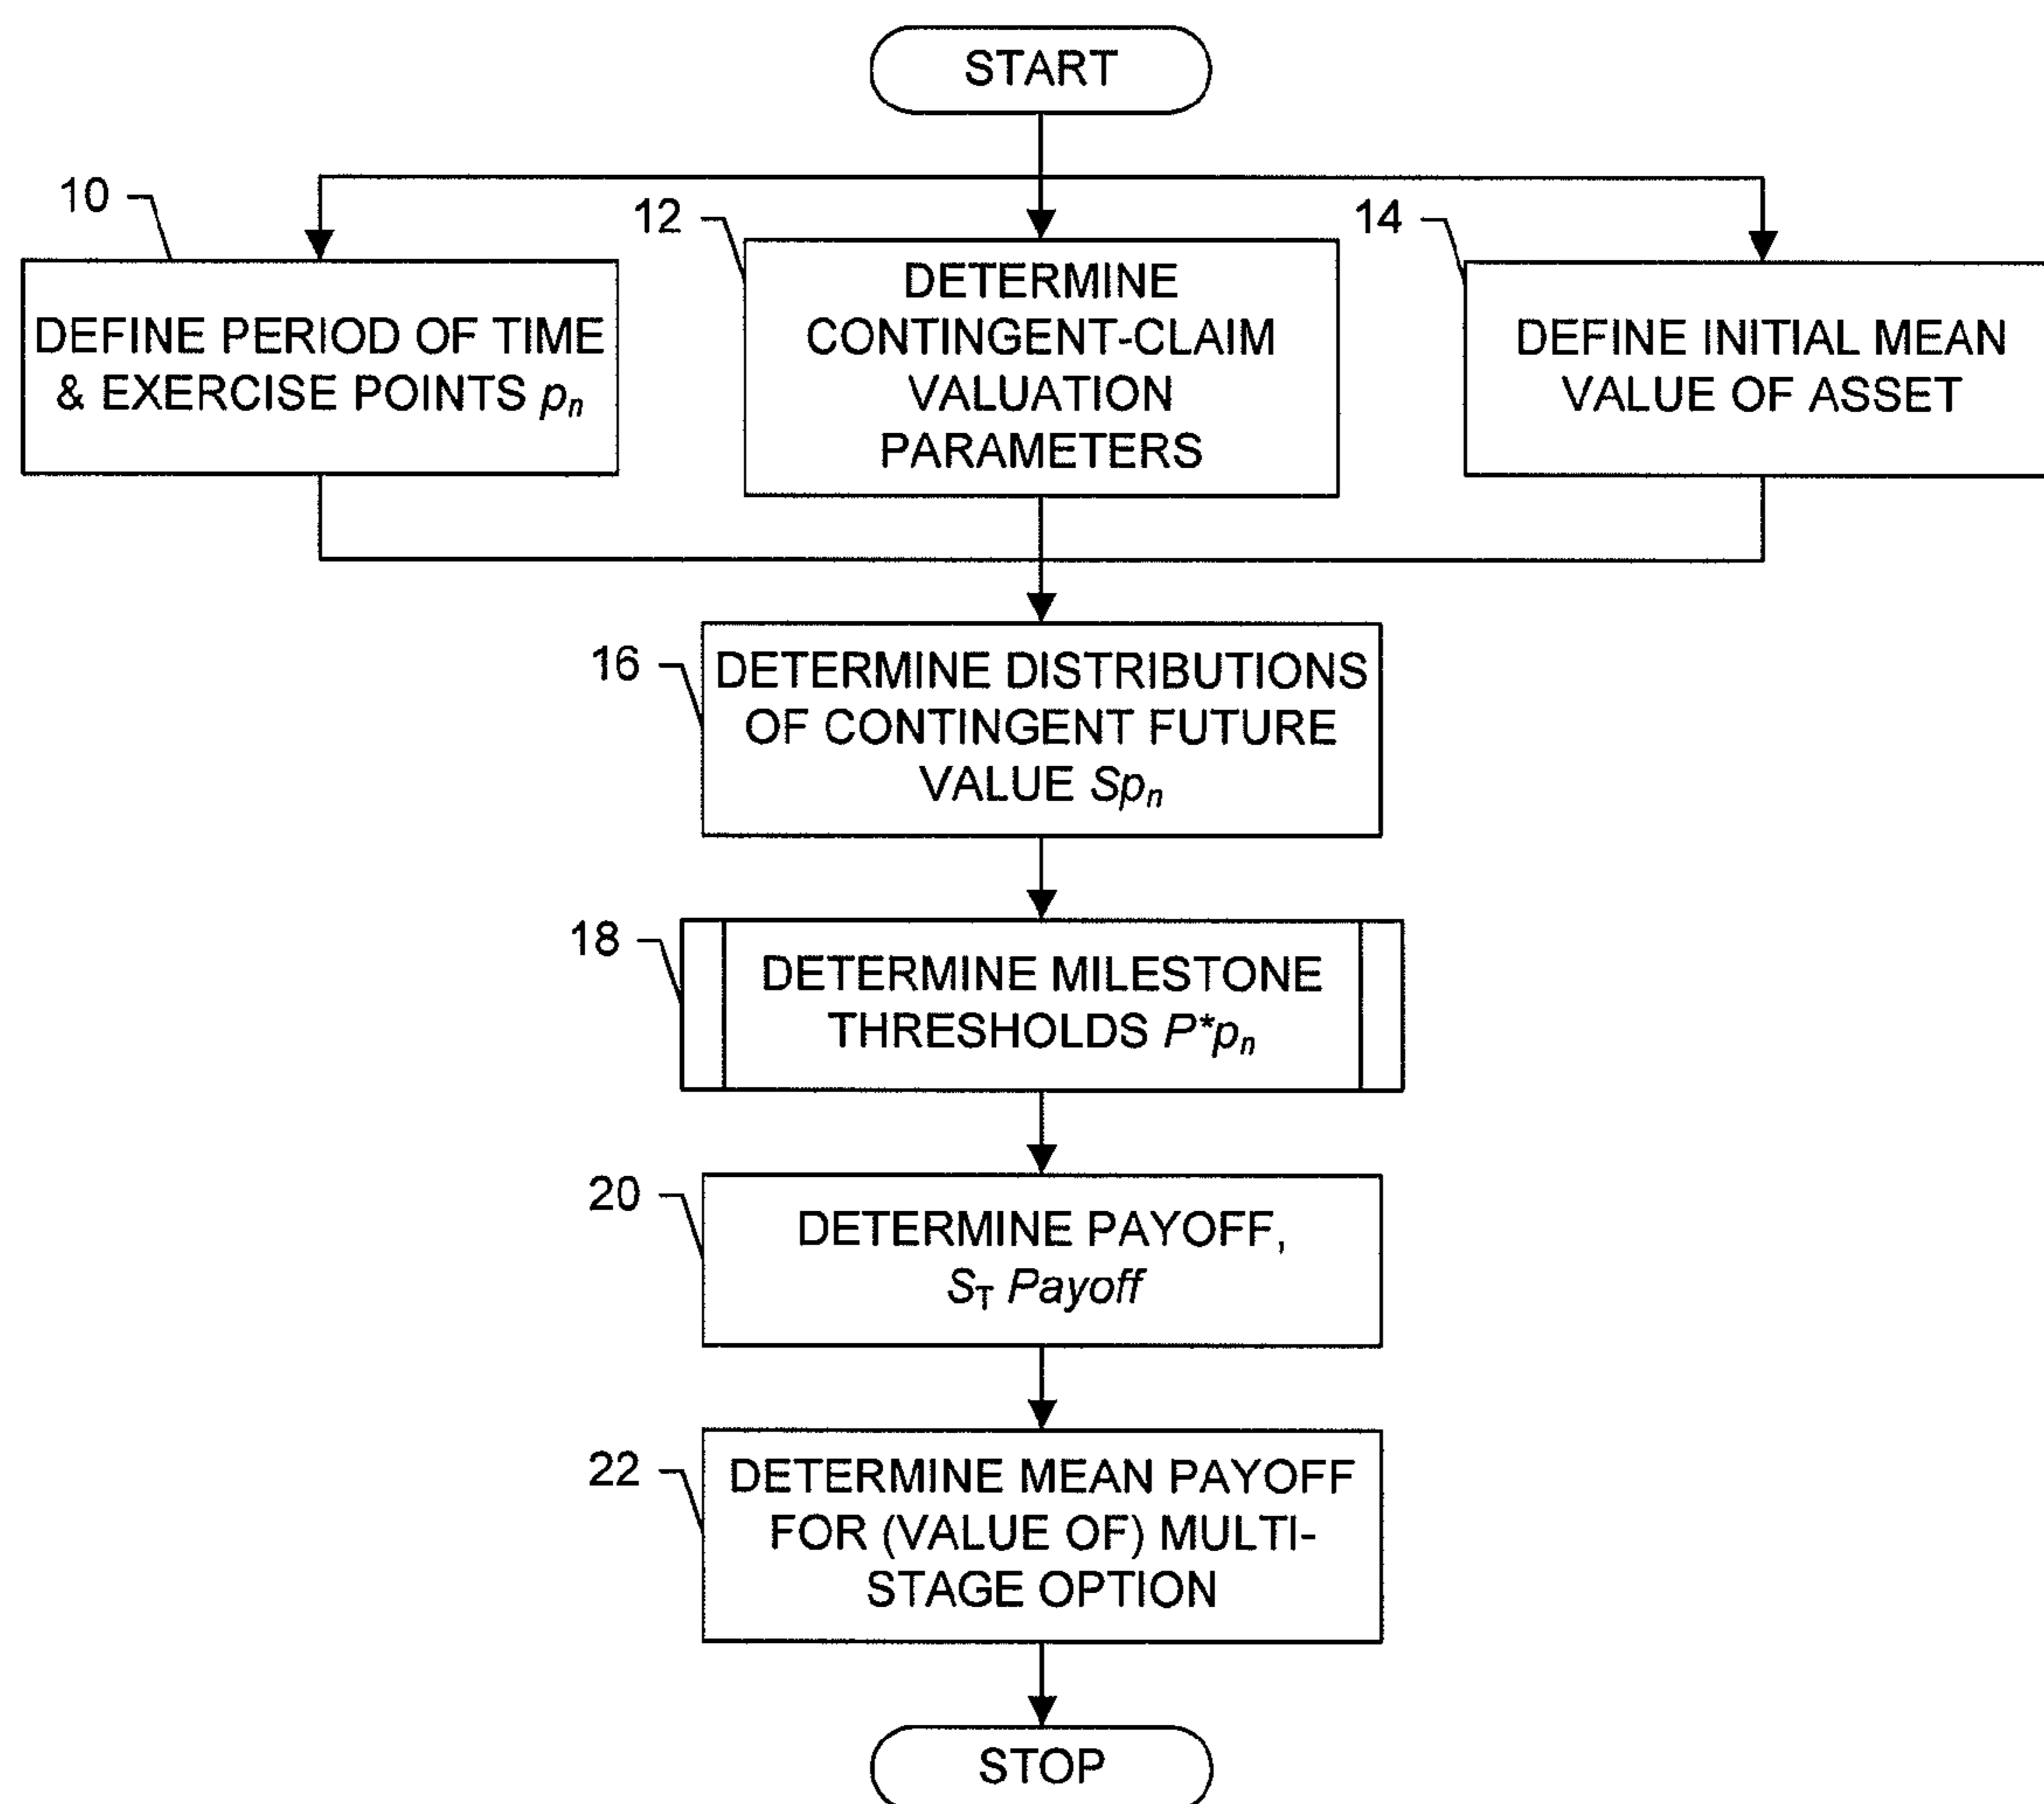 START
10
DEFINE PERIOD OF TIME
& EXERCISE POINTS pn
12
DETERMINE
CONTINGENT-CLAIM
VALUATION
PARAMETERS
14
DEFINE INITIAL MEAN
VALUE OF ASSET
16
DETERMINE DISTRIBUTIONS
OF CONTINGENT FUTURE
VALUE Spn
18
DETERMINE MILESTONE
THRESHOLDS P*pn
20
DETERMINE PAYOFF,
ST Payoff
22
DETERMINE MEAN PAYOFF
FOR (VALUE OF) MULTI-
STAGE OPTION
STOP